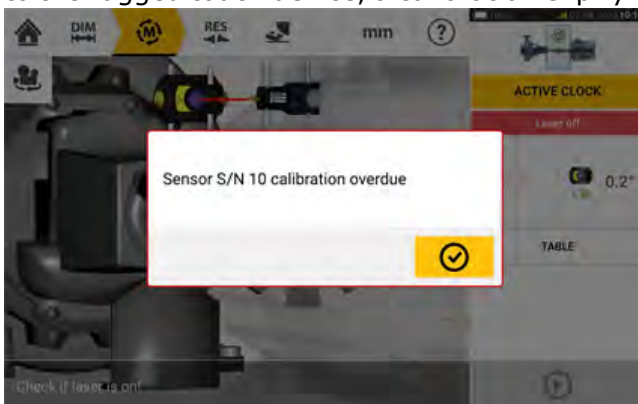 DIM
M
RES
mm
?
ACTIVE CLOCK
Laser off
Sensor S/N 10 calibration overdue
0.2°
TABLE
Check if laser is on!